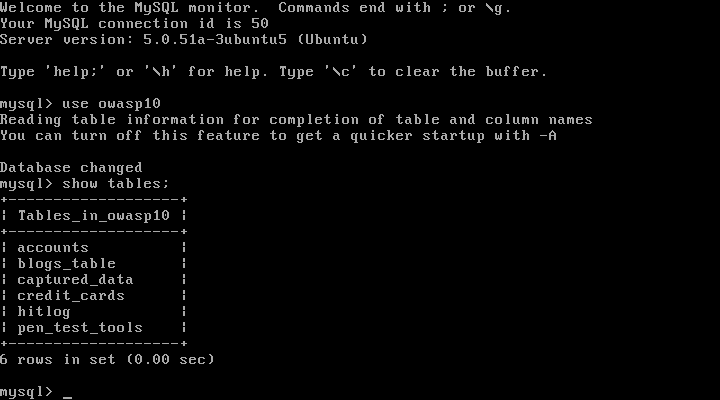 Welcome to the MySQL monitor.  Commands end with ; or \g.
Your MySQL connection id is 50
Server version: 5.0.51a-3ubuntu5 (Ubuntu)

Type 'help;' or '\h' for help. Type '\c' to clear the buffer.

mysql> use owasp10
Reading table information for completion of table and column names
You can turn off this feature to get a quicker startup with -A

Database changed
mysql> show tables;
+-------------------+
| Tables_in_owasp10 |
+-------------------+
| accounts          |
| blogs_table       |
| captured_data     |
| credit_cards      |
| hitlog            |
| pen_test_tools    |
+-------------------+
6 rows in set (0.00 sec)

mysql> _